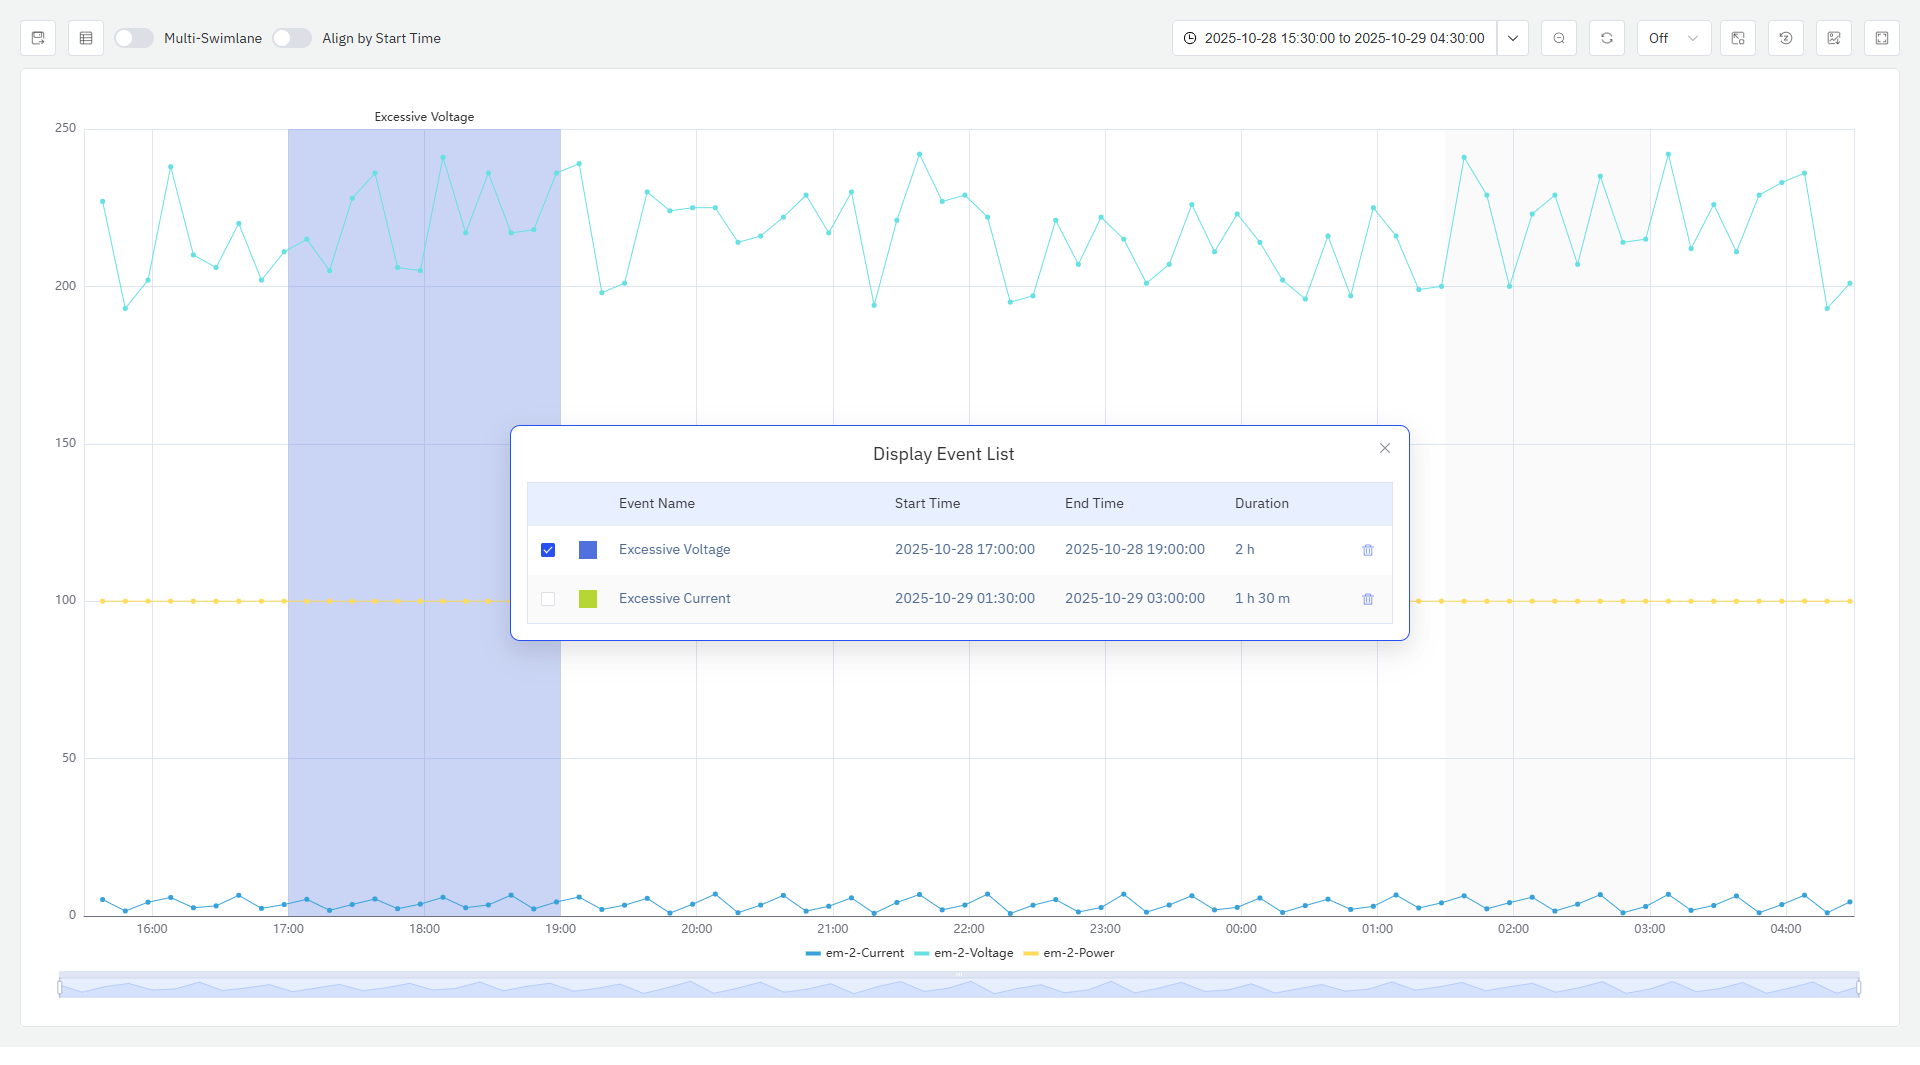 Multi-Swimlane
Align by Start Time
2025-10-28 15:30:00 to 2025-10-29 04:30:00
Off
Excessive Voltage
250
200
150
100
50
0
Display Event List
Event Name Start Time End Time Duration
Excessive Voltage 2025-10-28 17:00:00 2025-10-28 19:00:00 2 h
Excessive Current 2025-10-29 01:30:00 2025-10-29 03:00:00 1 h 30 m
16:00 17:00 18:00 19:00 20:00 21:00 22:00 23:00 00:00 01:00 02:00 03:00 04:00
em-2-Current em-2-Voltage em-2-Power